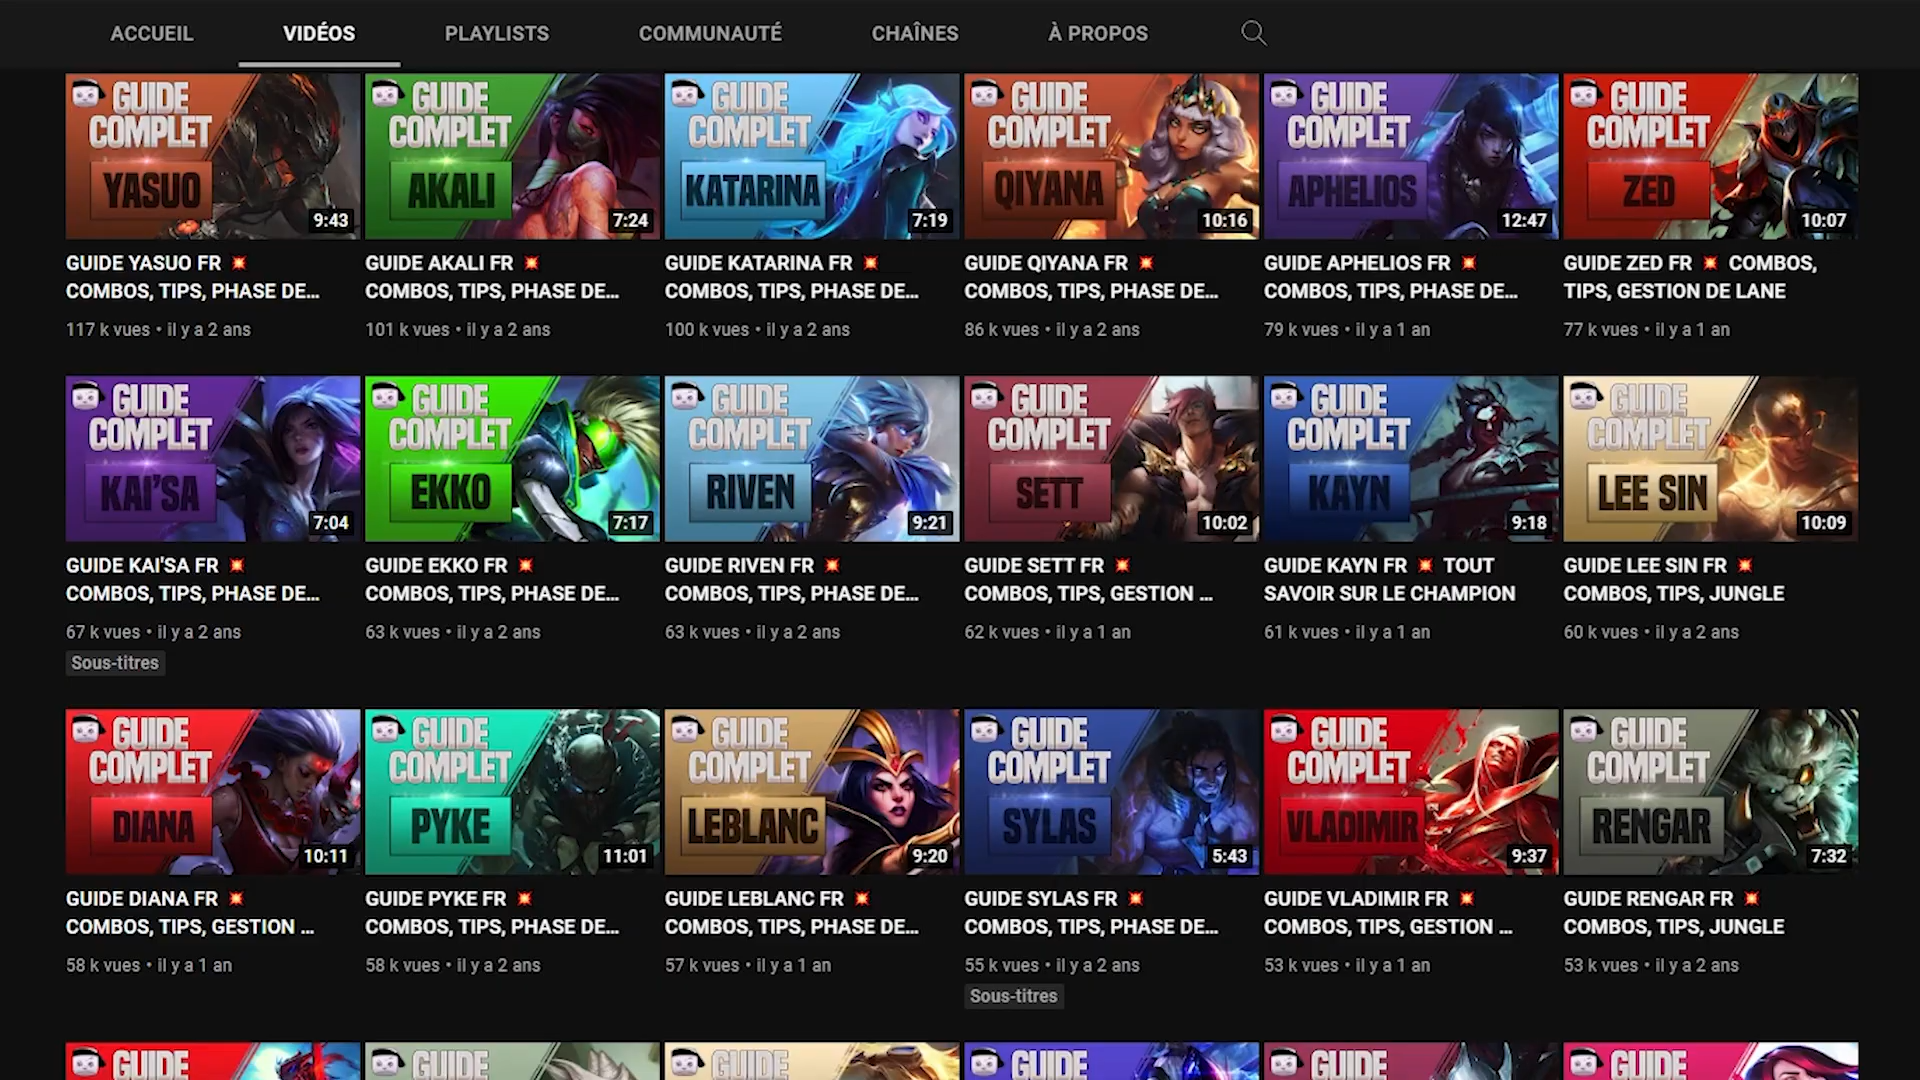 ACCUEIL VIDÉOS PLAYLISTS COMMUNAUTÉ CHAÎNES À PROPOS
GUIDE GUIDE GUIDE GUIDE GUIDE GUIDE
COMPLET COMPLET COMPLET COMPLET COMPLET COMPLET
YASUO AKALI KATARINA QIYANA APHELIOS ZED
9:43 7:24 7:19 10:16 12:47 10:07
GUIDE YASUO FR 💥 GUIDE AKALI FR 💥 GUIDE KATARINA FR 💥 GUIDE QIYANA FR 💥 GUIDE APHELIOS FR 💥 GUIDE ZED FR 💥 COMBOS,
COMBOS, TIPS, PHASE DE... COMBOS, TIPS, PHASE DE... COMBOS, TIPS, PHASE DE... COMBOS, TIPS, PHASE DE... COMBOS, TIPS, PHASE DE... TIPS, GESTION DE LANE
117 k vues • il y a 2 ans 101 k vues • il y a 2 ans 100 k vues • il y a 2 ans 86 k vues • il y a 2 ans 79 k vues • il y a 1 an 77 k vues • il y a 1 an
GUIDE GUIDE GUIDE GUIDE GUIDE GUIDE
COMPLET COMPLET COMPLET COMPLET COMPLET COMPLET
KAI'SA EKKO RIVEN SETT KAYN LEE SIN
7:04 7:17 9:21 10:02 9:18 10:09
GUIDE KAI'SA FR 💥 GUIDE EKKO FR 💥 GUIDE RIVEN FR 💥 GUIDE SETT FR 💥 GUIDE KAYN FR 💥 TOUT GUIDE LEE SIN FR 💥
COMBOS, TIPS, PHASE DE... COMBOS, TIPS, PHASE DE... COMBOS, TIPS, PHASE DE... COMBOS, TIPS, GESTION ... SAVOIR SUR LE CHAMPION COMBOS, TIPS, JUNGLE
67 k vues • il y a 2 ans 63 k vues • il y a 2 ans 63 k vues • il y a 2 ans 62 k vues • il y a 1 an 61 k vues • il y a 1 an 60 k vues • il y a 2 ans
Sous-titres
GUIDE GUIDE GUIDE GUIDE GUIDE GUIDE
COMPLET COMPLET COMPLET COMPLET COMPLET COMPLET
DIANA PYKE LEBLANC SYLAS VLADIMIR RENGAR
10:11 11:01 9:20 5:43 9:37 7:32
GUIDE DIANA FR 💥 GUIDE PYKE FR 💥 GUIDE LEBLANC FR 💥 GUIDE SYLAS FR 💥 GUIDE VLADIMIR FR 💥 GUIDE RENGAR FR 💥
COMBOS, TIPS, GESTION ... COMBOS, TIPS, PHASE DE... COMBOS, TIPS, PHASE DE... COMBOS, TIPS, PHASE DE... COMBOS, TIPS, GESTION ... COMBOS, TIPS, JUNGLE
58 k vues • il y a 1 an 58 k vues • il y a 2 ans 57 k vues • il y a 1 an 55 k vues • il y a 2 ans 53 k vues • il y a 1 an 53 k vues • il y a 2 ans
Sous-titres
GUIDE GUIDE GUIDE GUIDE GUIDE GUIDE